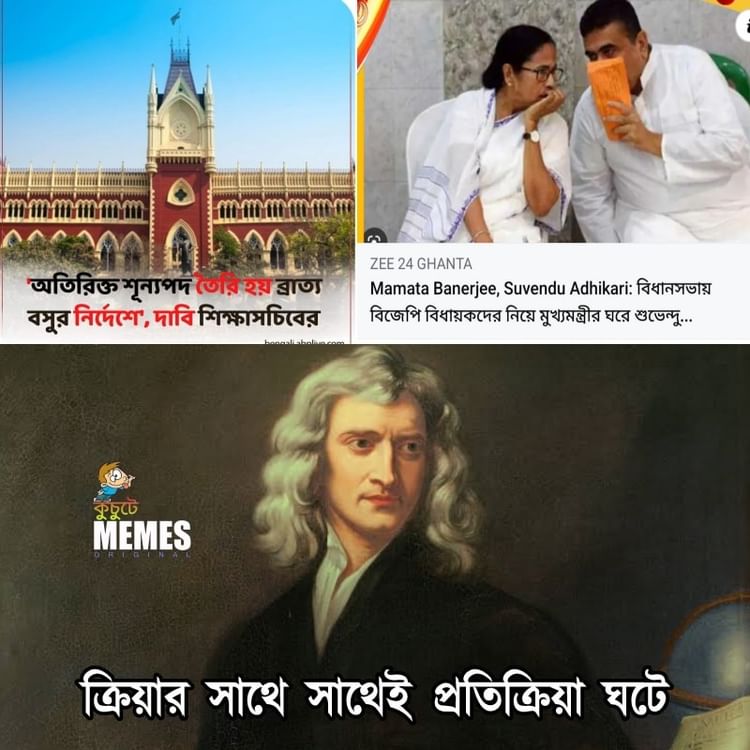 'অতিরিক্ত শূন্যপদ তৈরি হয় ব্রাত্য
বসুর নির্দেশে', দাবি শিক্ষাসচিবের
bengali.abplive.com
ZEE 24 GHANTA
Mamata Banerjee, Suvendu Adhikari: বিধানসভায়
বিজেপি বিধায়কদের নিয়ে মুখ্যমন্ত্রীর ঘরে শুভেন্দু...
কুচুটে
MEMES
ORIGINAL
ক্রিয়ার সাথে সাথেই প্রতিক্রিয়া ঘটে